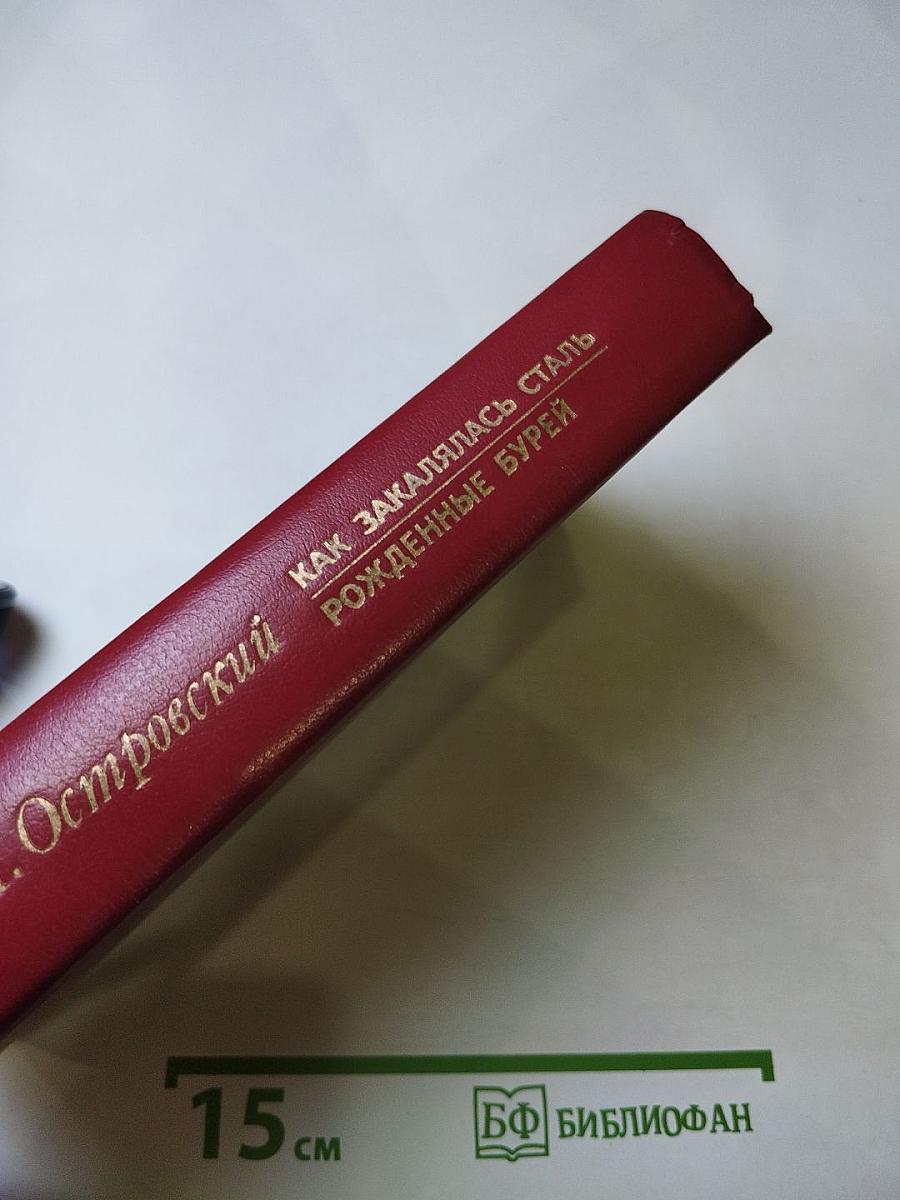 Островский
КАК ЗАКАЛЯЛАСЬ СТАЛЬ
РОЖДЕННЫЕ БУРЕЙ
15 см
БФ БИБЛИОФАН